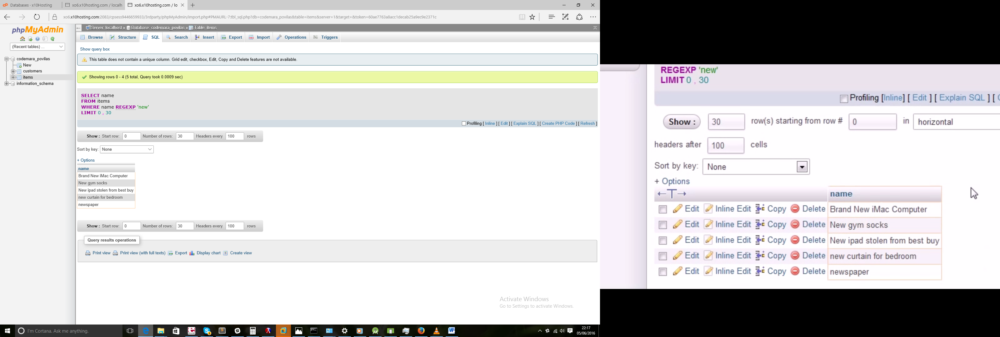 Databases - x10Hosting
xo6.x10hosting.com / localh
xo6.x10hosting.com / lo
xo6.x10hosting.com:2083/cpsess9446659933/3rdparty/phpMyAdmin/import.php#PMAURL-7:tbl_sql.php?db=codemara_povilas&table=items&server=1&target=&token=60ae7763a8acc1decab25a9ec9e2371c
phpMyAdmin
(Recent tables) ...
codemara_povilas
New
customers
items
information_schema
Server: localhost » Database: codemara_povilas » Table: items
Browse Structure SQL Search Insert Export Import Operations Triggers
Show query box
This table does not contain a unique column. Grid edit, checkbox, Edit, Copy and Delete features are not available.
Showing rows 0 - 4 (5 total, Query took 0.0009 sec)
SELECT name
FROM items
WHERE name REGEXP 'new'
LIMIT 0 , 30
Profiling [ Inline ] [ Edit ] [ Explain SQL ] [ Create PHP Code ] [ Refresh ]
Show : Start row: 0 Number of rows: 30 Headers every 100 rows
Sort by key: None
+ Options
name
Brand New iMac Computer
New gym socks
New ipad stolen from best buy
new curtain for bedroom
newspaper
Show : Start row: 0 Number of rows: 30 Headers every 100 rows
Query results operations
Print view Print view (with full texts) Export Display chart Create view
Activate Windows
Go to Settings to activate Windows.
I'm Cortana. Ask me anything.
22:17
05/06/2016
REGEXP 'new'
LIMIT 0 , 30
Profiling [Inline] [ Edit ] [ Explain SQL ] [
Show : 30 row(s) starting from row # 0 in horizontal
headers after 100 cells
Sort by key: None
+ Options
←T→ name
Edit Inline Edit Copy Delete Brand New iMac Computer
Edit Inline Edit Copy Delete New gym socks
Edit Inline Edit Copy Delete New ipad stolen from best buy
Edit Inline Edit Copy Delete new curtain for bedroom
Edit Inline Edit Copy Delete newspaper